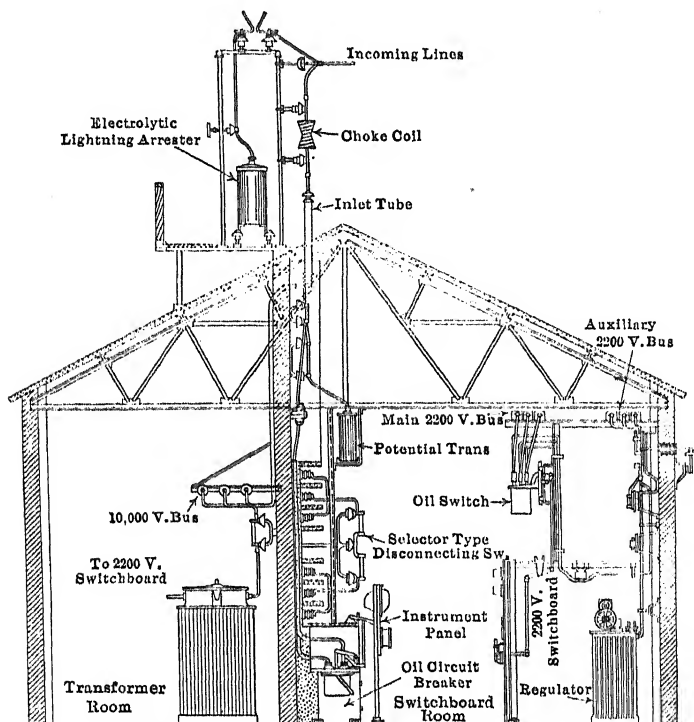 Incoming Lines
Electrolytic
Lightning Arrester
Choke Coil
Inlet Tube
Auxiliary
2200 V. Bus
Main 2200 V. Bus
Potential Trans
Oil Switch
10,000 V. Bus
Selector Type
Disconnecting Sw.
To 2200 V.
Switchboard
2200 V.
Switchboard
Instrument
Panel
Oil Circuit
Breaker
Regulator
Transformer
Room
Switchboard
Room